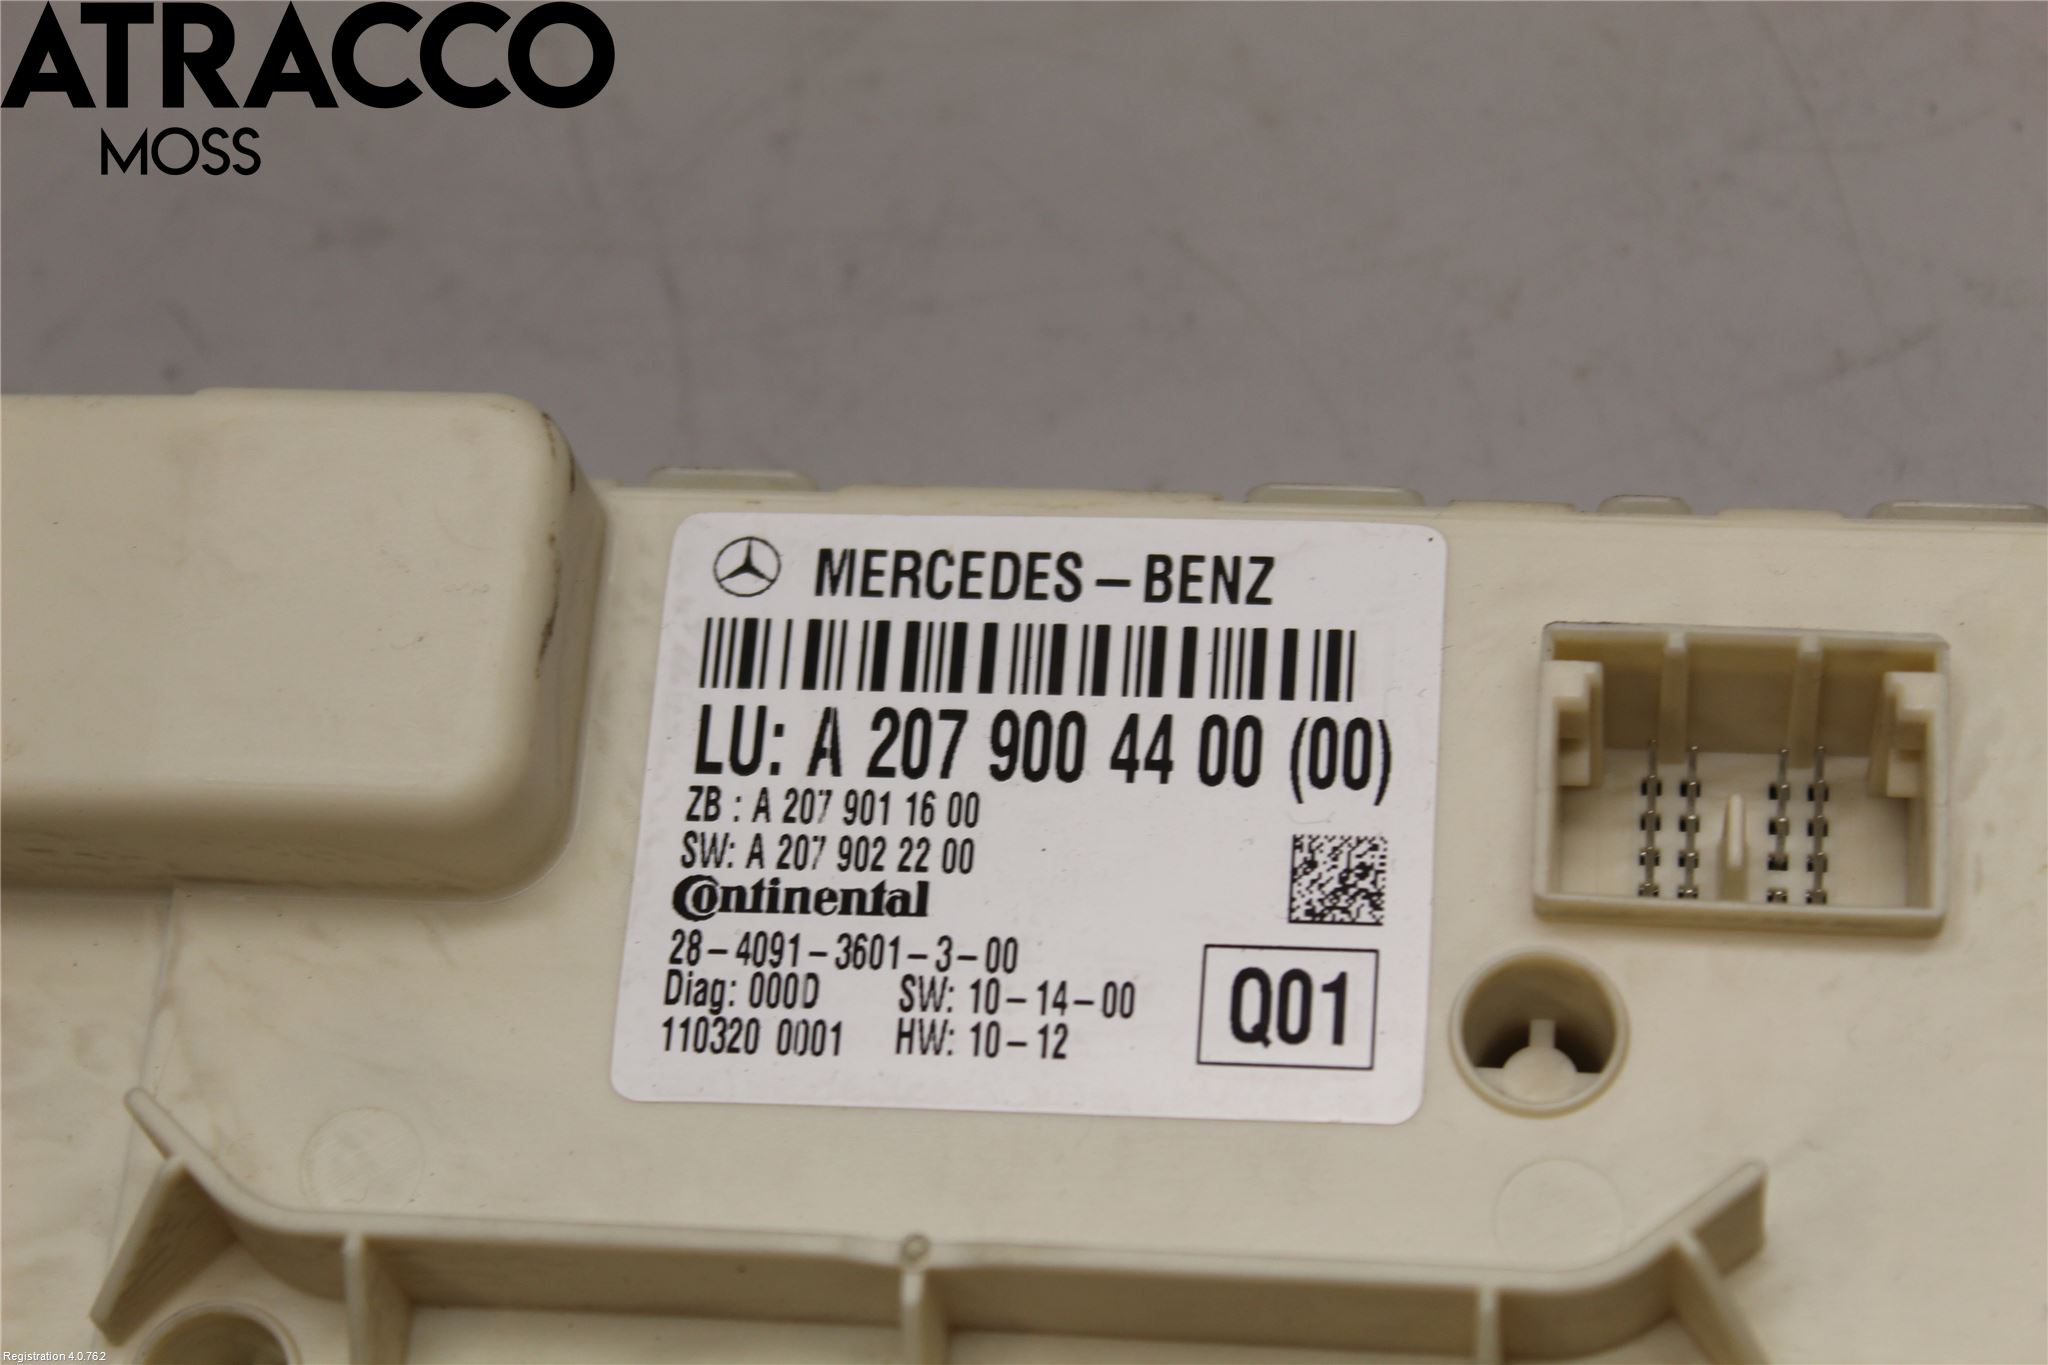 ATRACCO
MOSS
MERCEDES-BENZ
LU: A 207 900 44 00 (00)
ZB : A 207 901 16 00
SW: A 207 902 22 00
Continental
28-4091-3601-3-00
Diag: 000D SW: 10-14-00
110320 0001 HW: 10-12
Q01
Registration 4.0.762